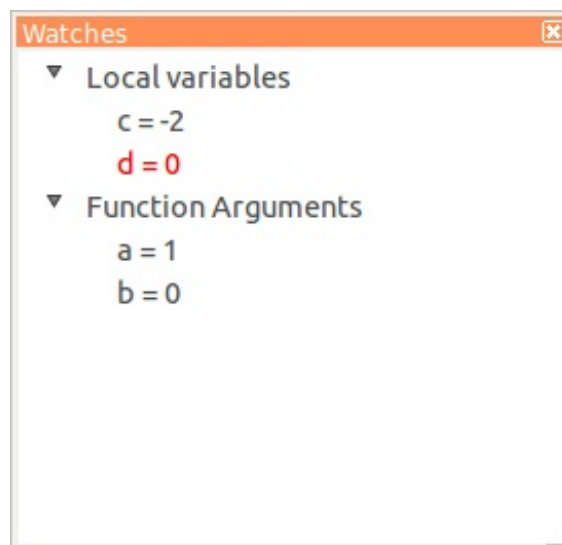 Watches
Local variables
c = -2
d = 0
Function Arguments
a = 1
b = 0